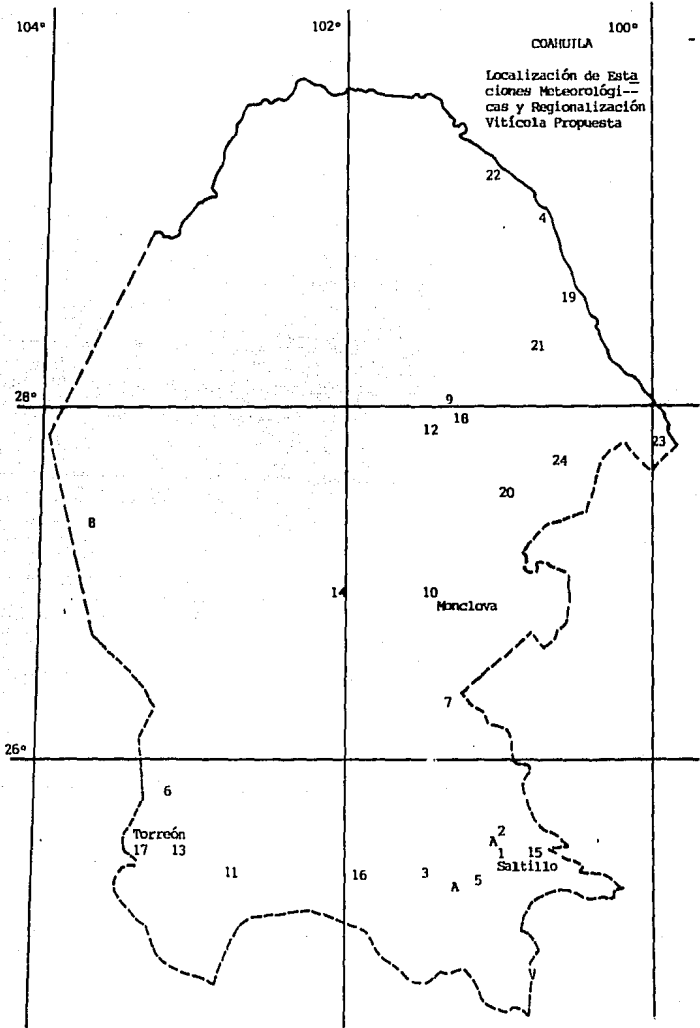 104° 102° 100°
COAHUILA
Localización de Esta
ciones Meteorológi--
cas y Regionalización
Vitícola Propuesta
22
4
19
21
28°
9
18
12
23
24
20
8
14 10
Monclova
7
26°
6
2
Torreón A
17 13 1 15
Saltillo
11 16 3 5
A